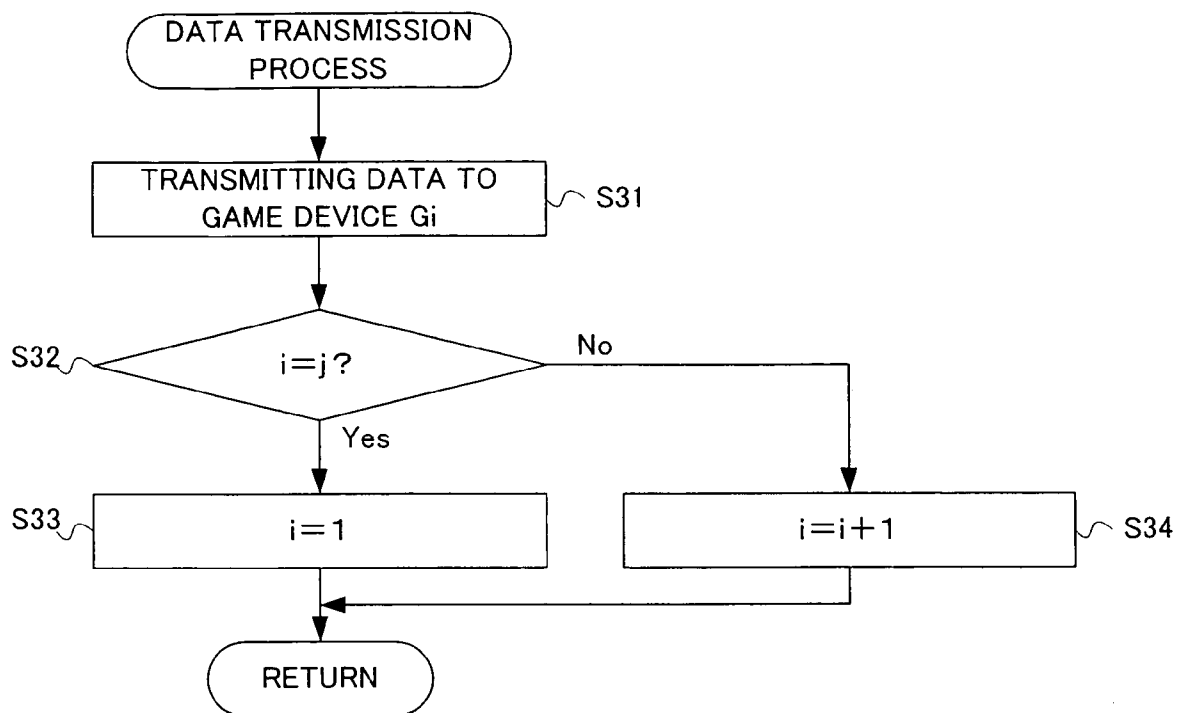 DATA TRANSMISSION
PROCESS
TRANSMITTING DATA TO
GAME DEVICE Gi
S31
S32
i=j?
No
Yes
S33
i=1
i=i+1
S34
RETURN